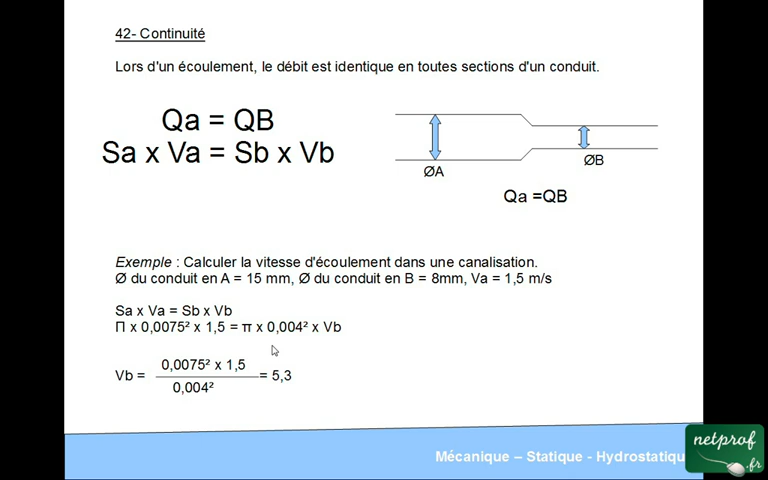 42- Continuité
Lors d'un écoulement, le débit est identique en toutes sections d'un conduit.
Qa = QB
Sa x Va = Sb x Vb
ØA
ØB
Qa =QB
Exemple : Calculer la vitesse d'écoulement dans une canalisation.
Ø du conduit en A = 15 mm, Ø du conduit en B = 8mm, Va = 1,5 m/s
Sa x Va = Sb x Vb
Π x 0,0075² x 1,5 = π x 0,004² x Vb
0,0075² x 1,5
Vb = = 5,3
0,004²
Mécanique – Statique - Hydrostatiqu
netprof
.fr